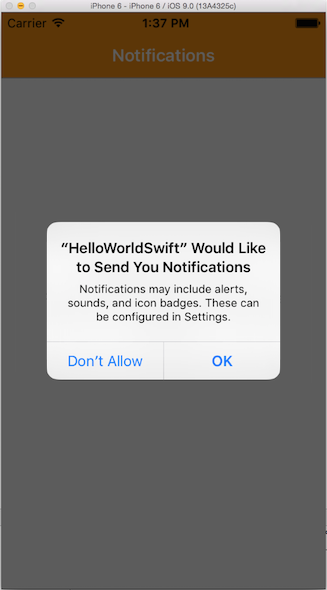 iPhone 6 - iPhone 6 / iOS 9.0 (13A4325c)
Carrier 1:37 PM
Notifications
“HelloWorldSwift” Would Like
to Send You Notifications
Notifications may include alerts,
sounds, and icon badges. These can
be configured in Settings.
Don’t Allow OK